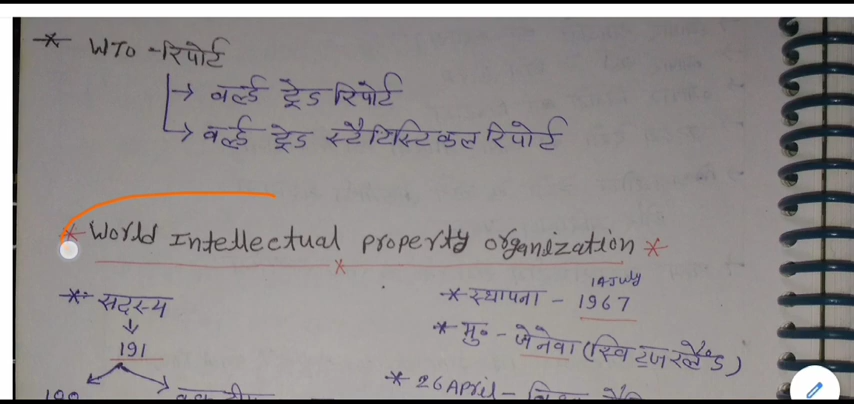 * WTO - रिपोर्ट
→ वर्ल्ड ट्रेड रिपोर्ट
→ वर्ल्ड ट्रेड स्टैटिस्टिकल रिपोर्ट
* World Intellectual property organization *
* सदस्य
191
14 July
* स्थापना - 1967
* मु॰ - जेनेवा (स्विट्जरलैंड)
* 26 April -